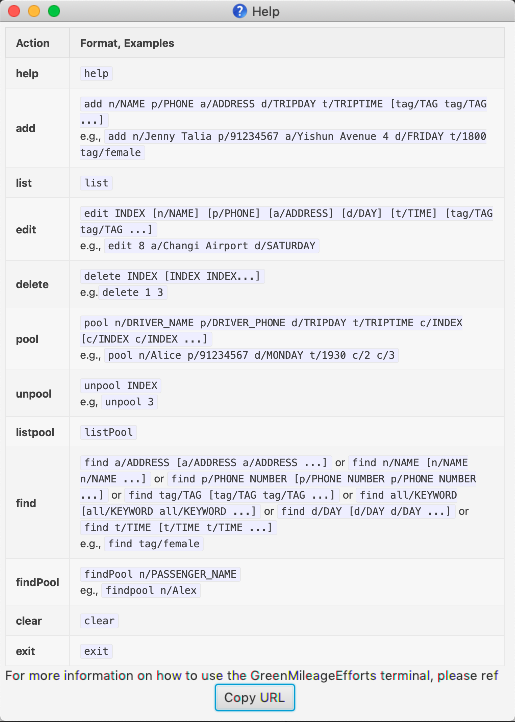 Help
Action Format, Examples
help help
add n/NAME p/PHONE a/ADDRESS d/TRIPDAY t/TRIPTIME [tag/TAG tag/TAG
...]
add
e.g., add n/Jenny Talia p/91234567 a/Yishun Avenue 4 d/FRIDAY t/1800
tag/female
list list
edit INDEX [n/NAME] [p/PHONE] [a/ADDRESS] [d/DAY] [t/TIME] [tag/TAG
edit tag/TAG ...]
e.g., edit 8 a/Changi Airport d/SATURDAY
delete INDEX [INDEX INDEX...]
delete
e.g. delete 1 3
pool n/DRIVER_NAME p/DRIVER_PHONE d/TRIPDAY t/TRIPTIME c/INDEX
pool [c/INDEX c/INDEX ...]
e.g., pool n/Alice p/91234567 d/MONDAY t/1930 c/2 c/3
unpool INDEX
unpool
e.g, unpool 3
listpool listPool
find a/ADDRESS [a/ADDRESS a/ADDRESS ...] or find n/NAME [n/NAME
n/NAME ...] or find p/PHONE NUMBER [p/PHONE NUMBER p/PHONE NUMBER
...] or find tag/TAG [tag/TAG tag/TAG ...] or find all/KEYWORD
find [all/KEYWORD all/KEYWORD ...] or find d/DAY [d/DAY d/DAY ...] or
find t/TIME [t/TIME t/TIME ...]
e.g., find tag/female
findPool n/PASSENGER_NAME
findPool
eg., findpool n/Alex
clear clear
exit exit
For more information on how to use the GreenMileageEfforts terminal, please ref
Copy URL